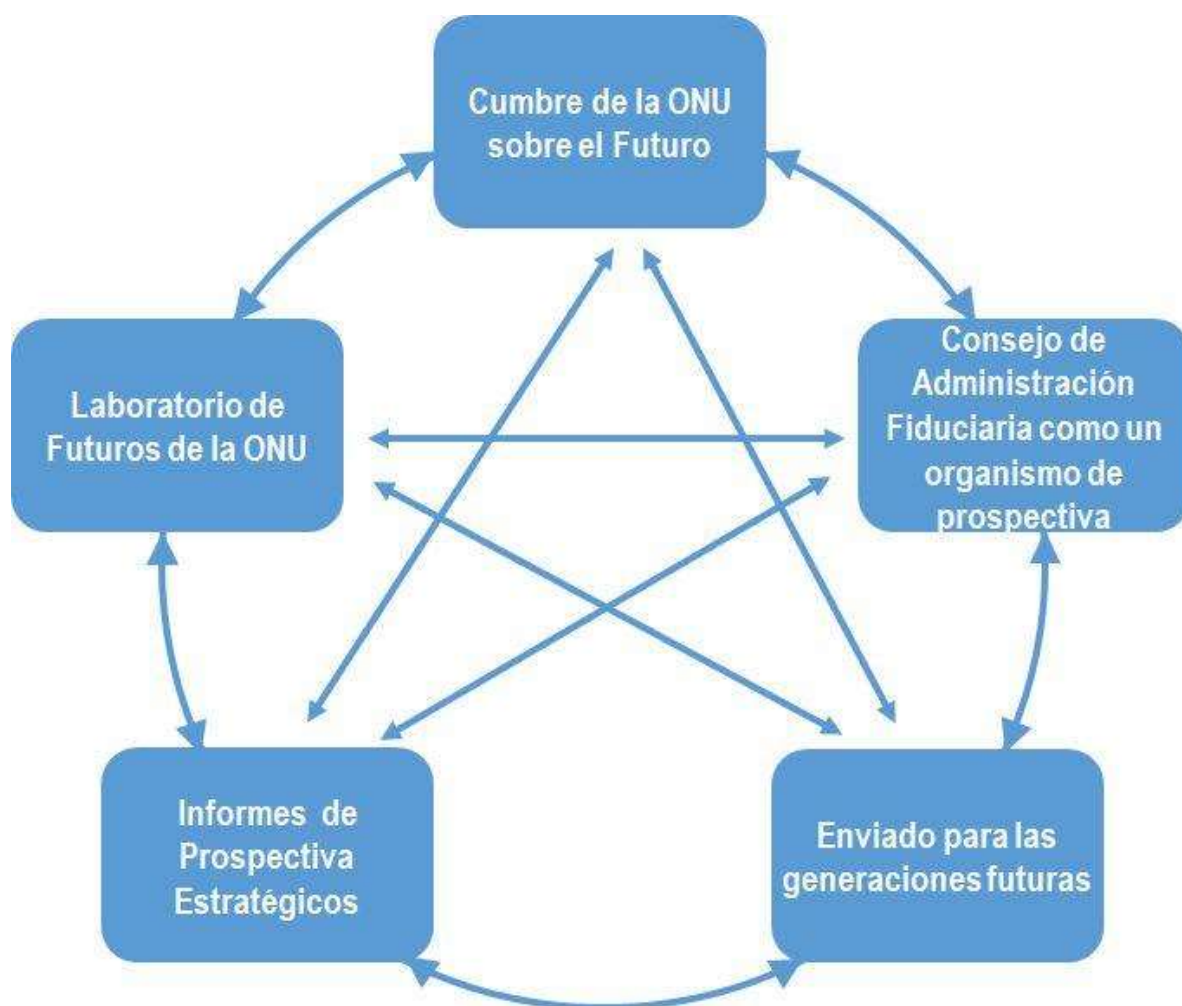 Cumbre de la ONU
sobre el Futuro
Laboratorio de
Futuros de la ONU
Consejo de
Administración
Fiduciaria como un
organismo de
prospectiva
Informes de
Prospectiva
Estratégicos
Enviado para las
generaciones futuras